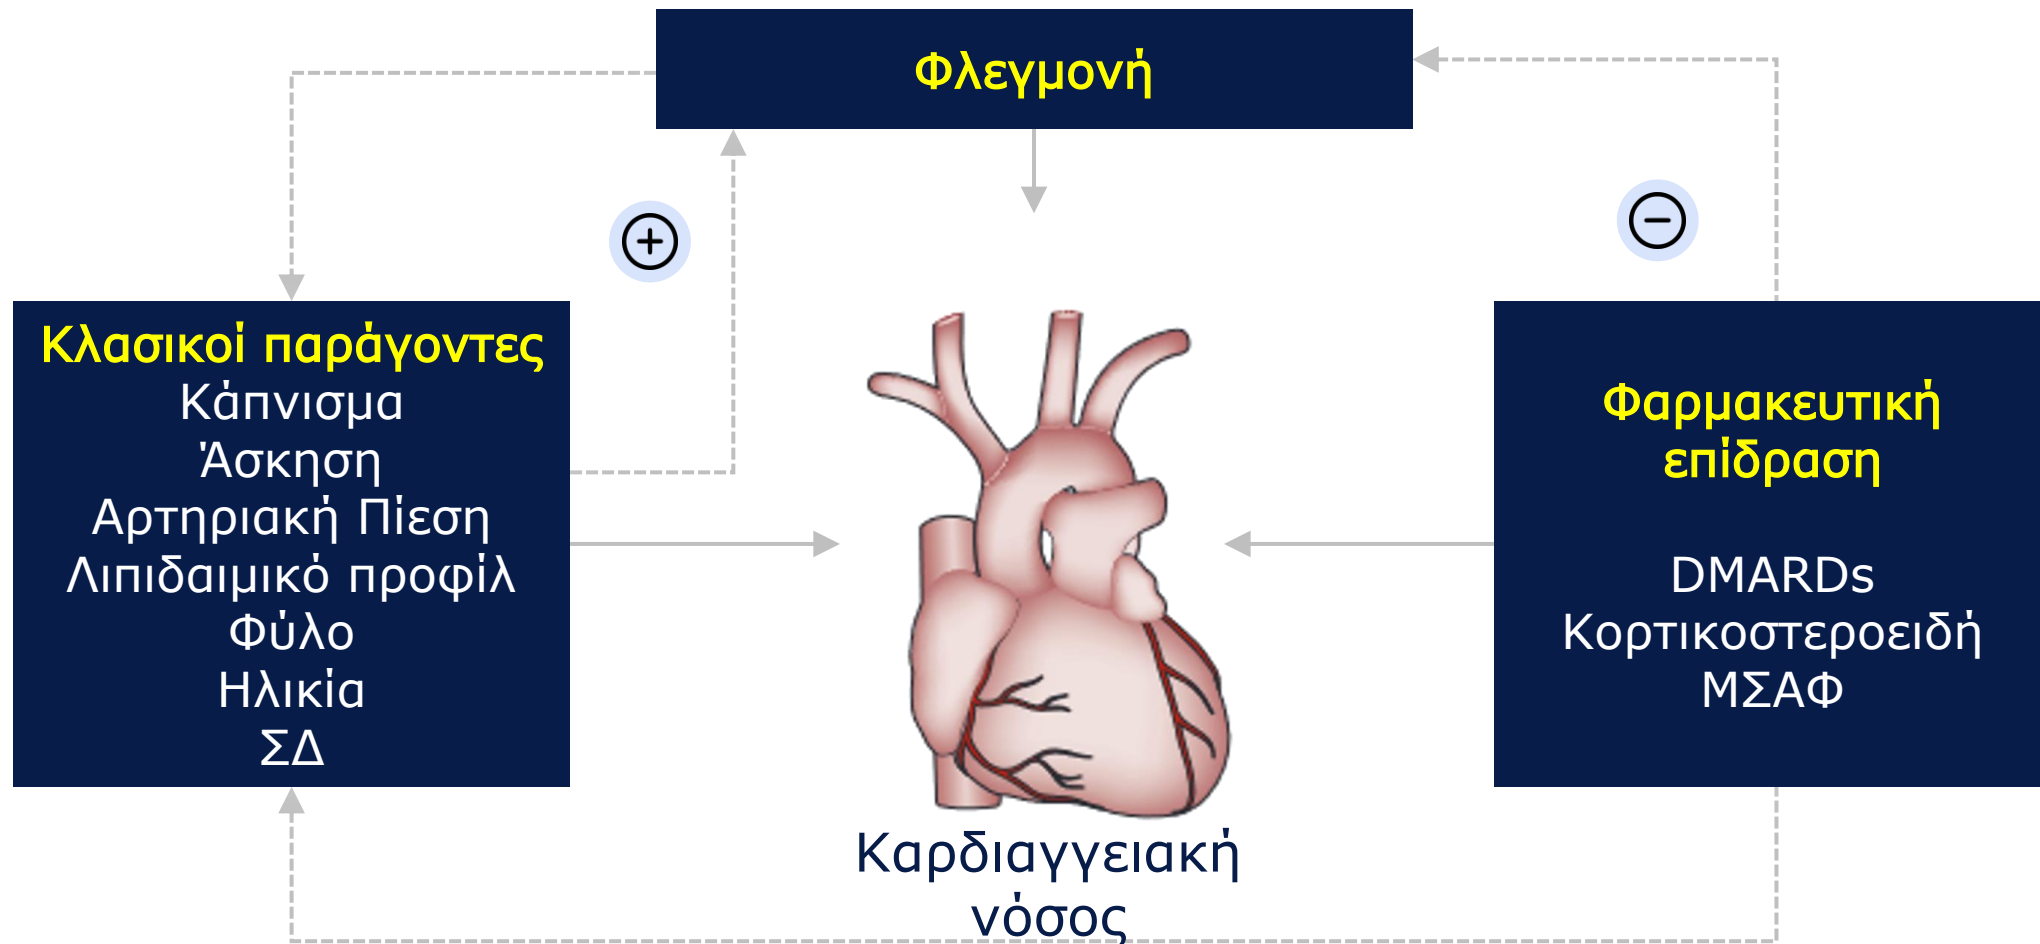 Φλεγμονή
+
−
Κλασικοί παράγοντες
Κάπνισμα
Άσκηση
Αρτηριακή Πίεση
Λιπιδαιμικό προφίλ
Φύλο
Ηλικία
ΣΔ
Φαρμακευτική
επίδραση
DMARDs
Κορτικοστεροειδή
ΜΣΑΦ
Καρδιαγγειακή
νόσος